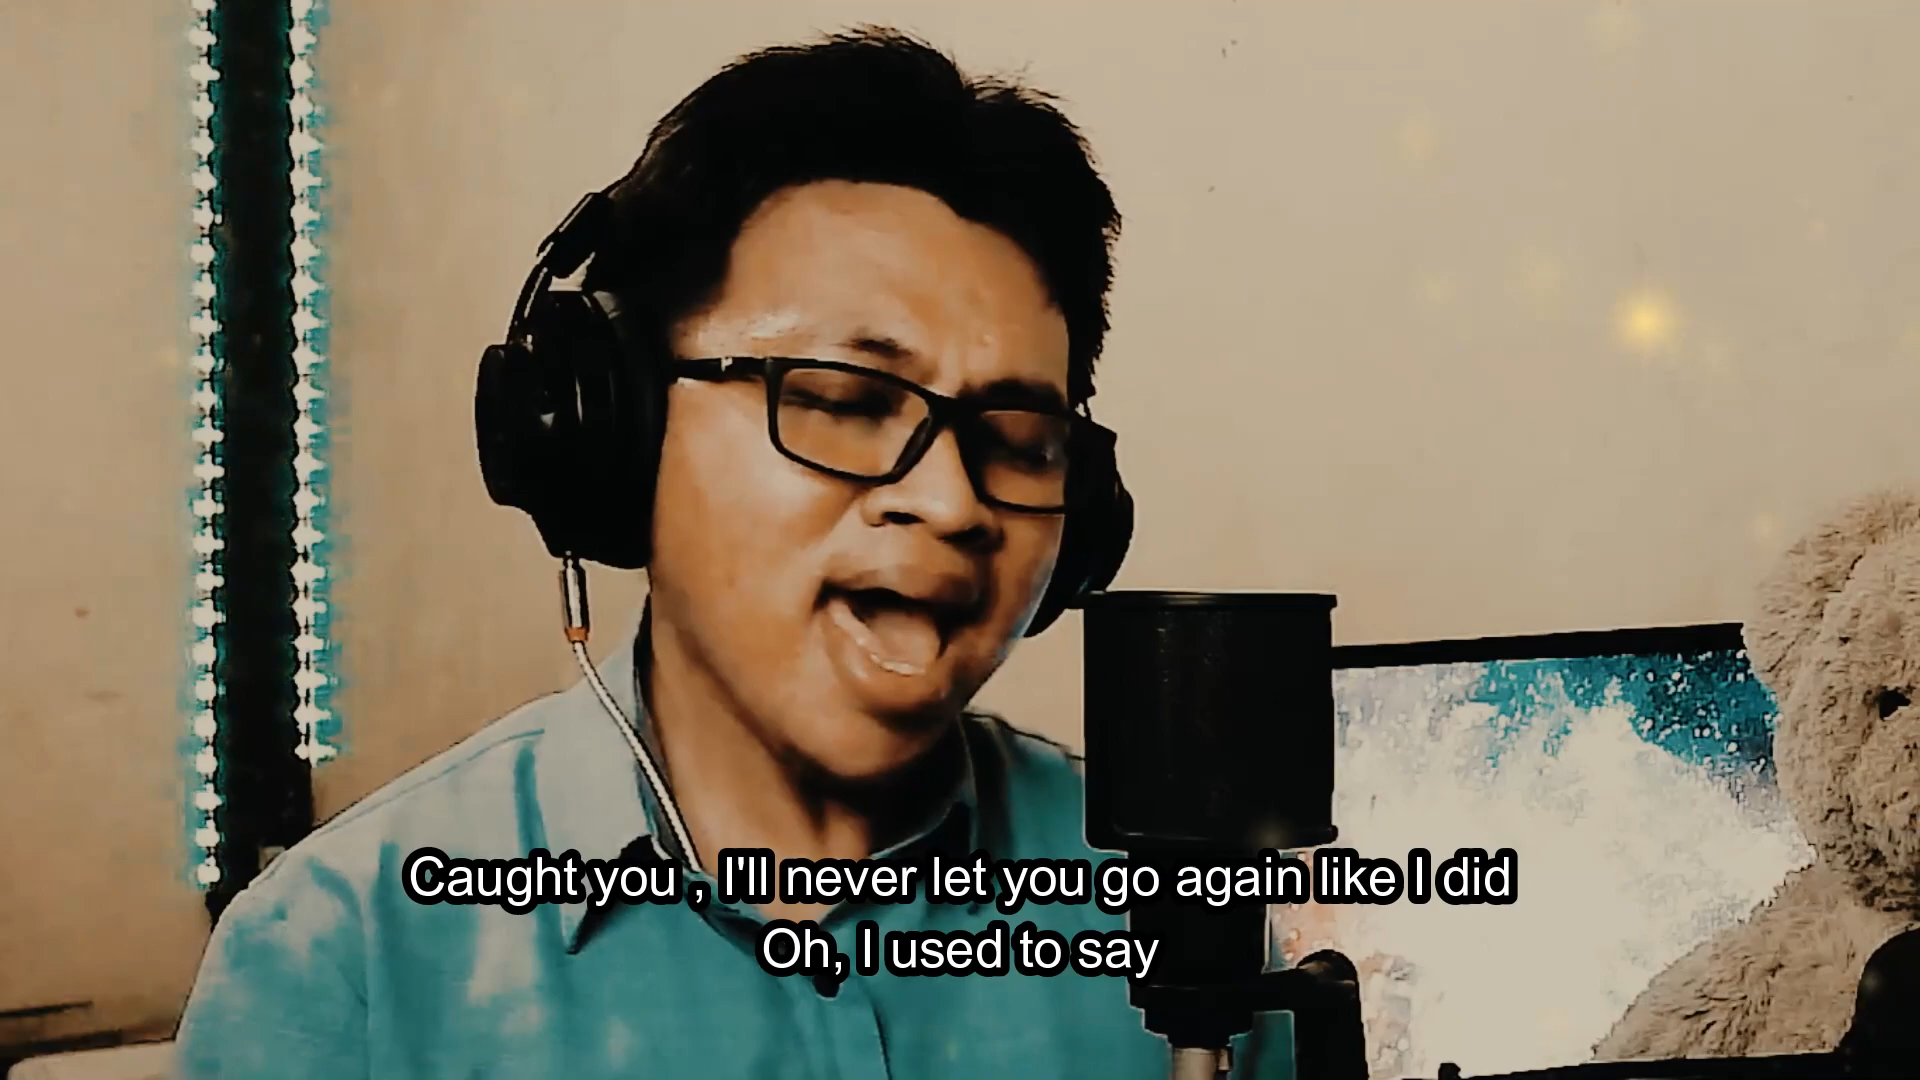 Caught you , I'll never let you go again like I did
Oh, I used to say